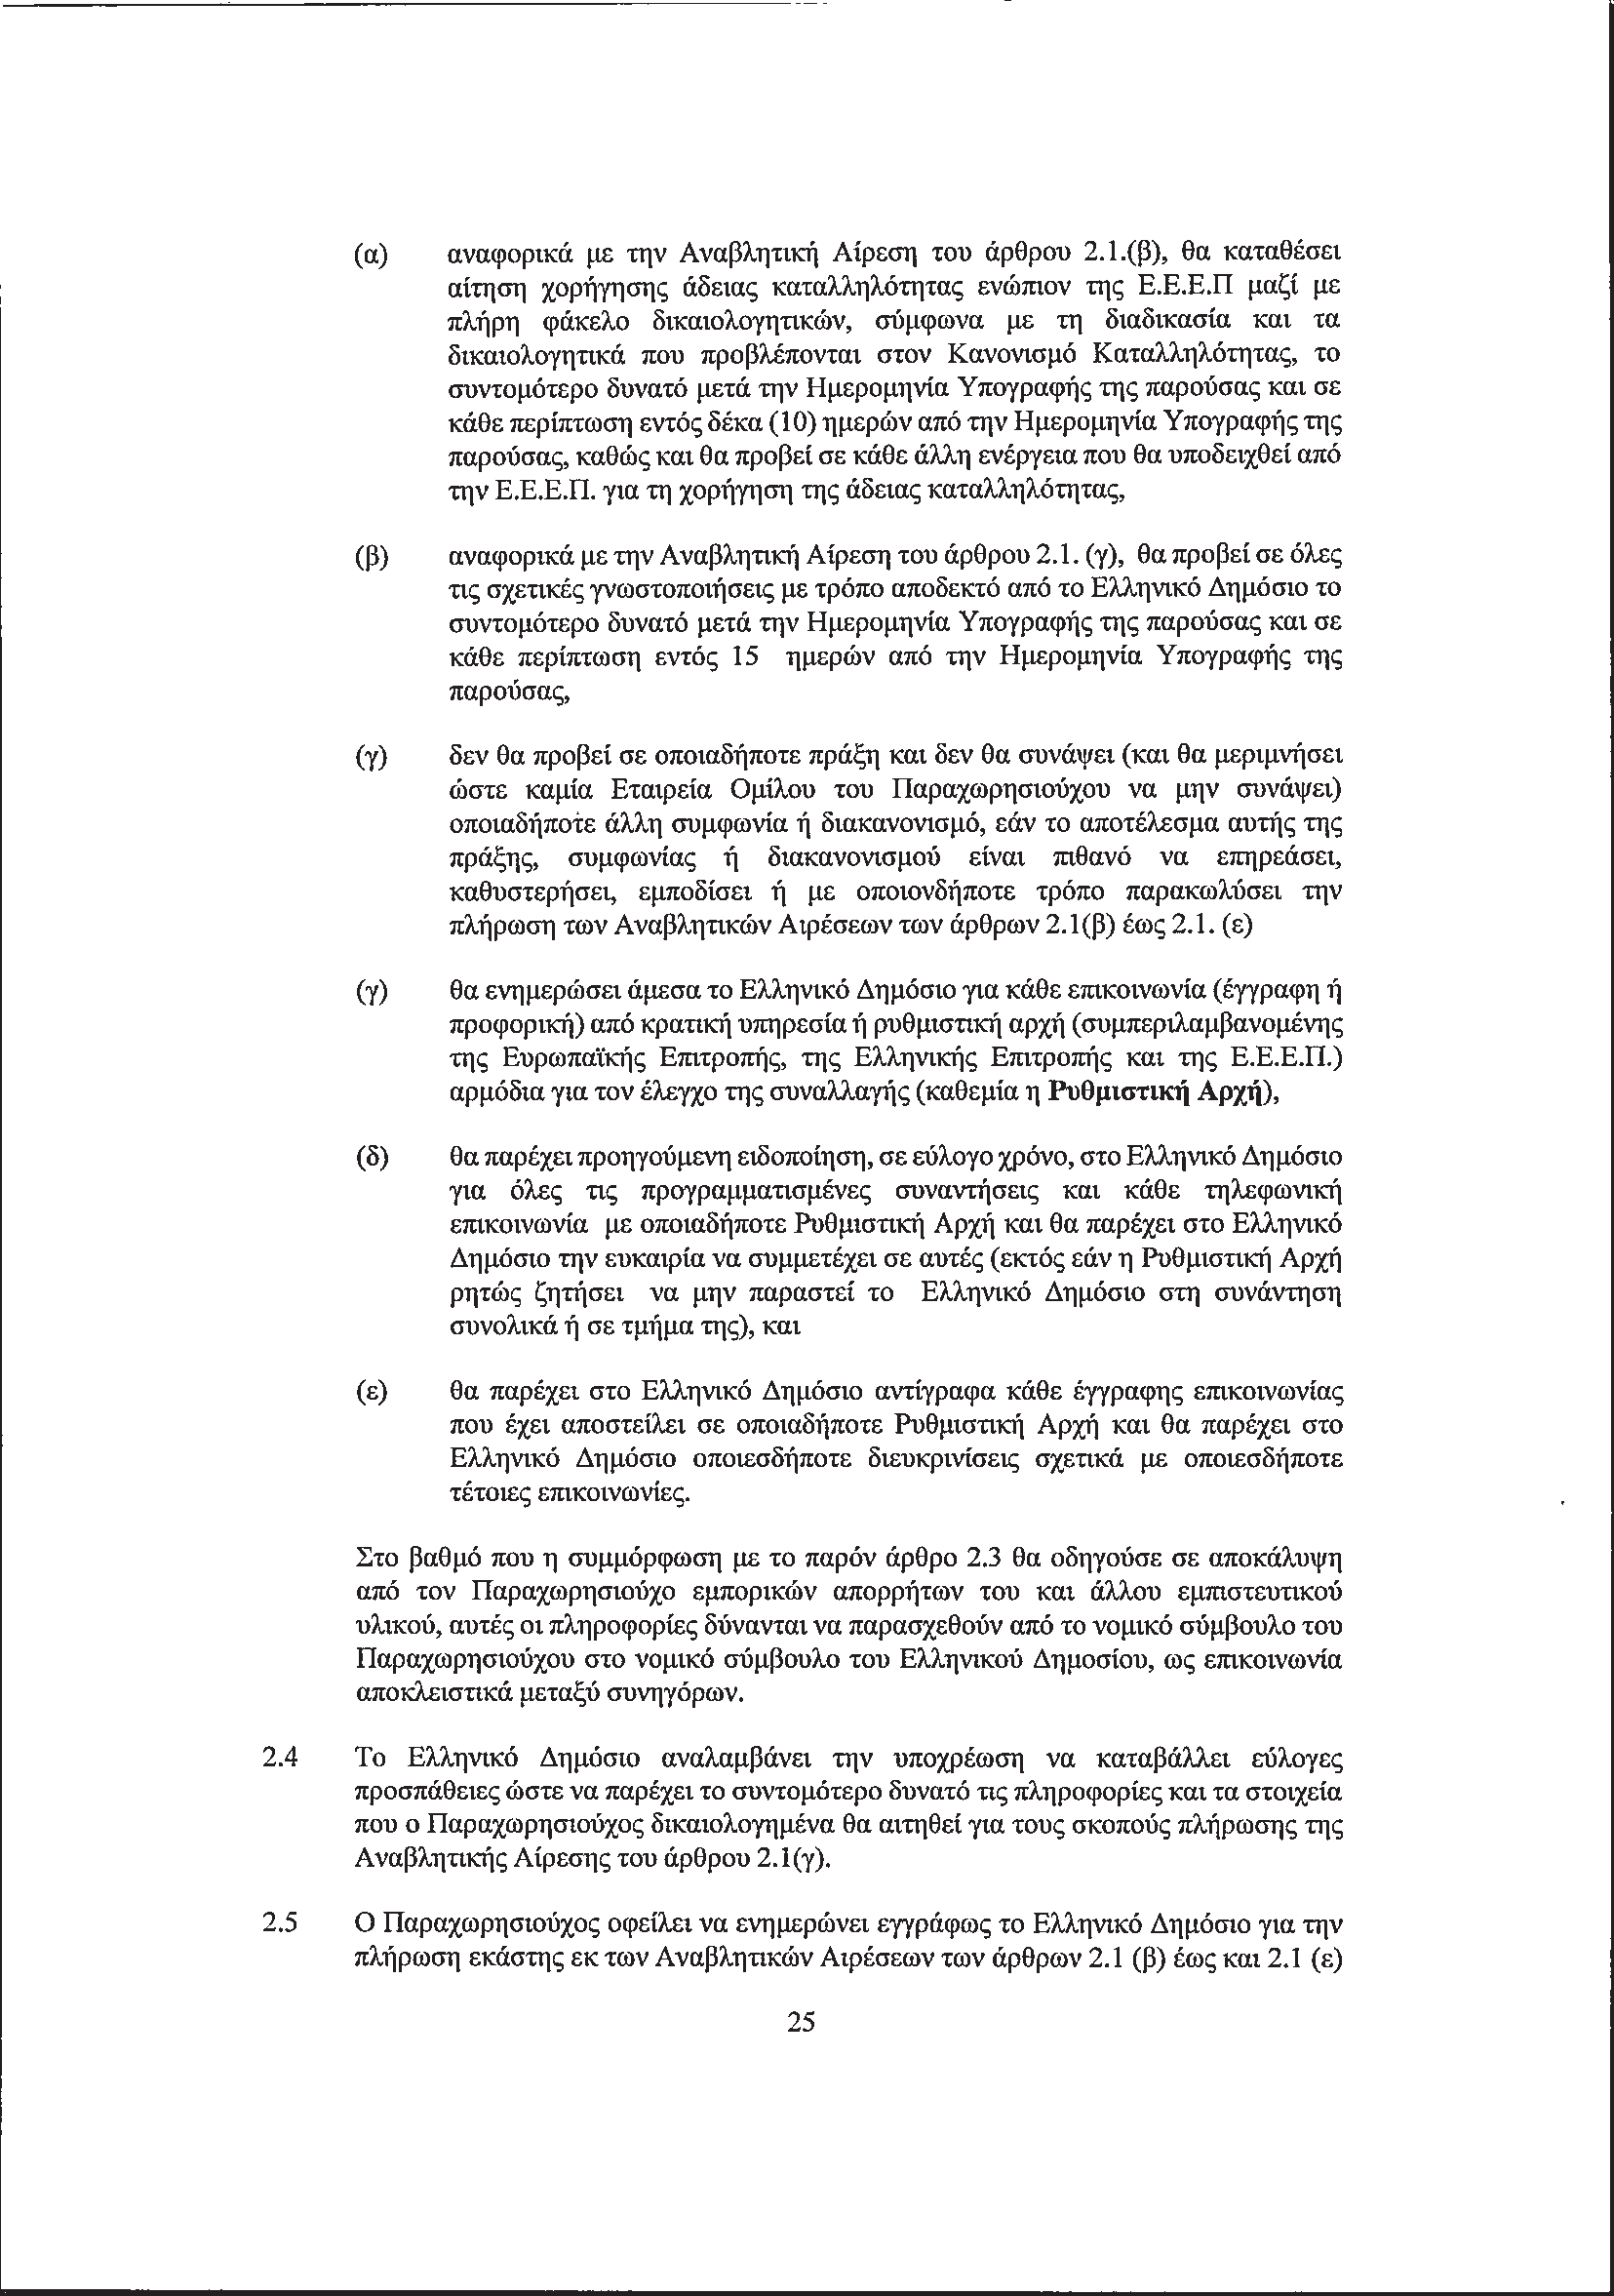 (α) αναφορικά με την Αναβλητική Αίρεση του άρθρου 2.1.(β), θα καταθέσει
αίτηση χορήγησης άδειας καταλληλότητας ενώπιον της Ε.Ε.Ε.Π μαζί με
πλήρη φάκελο δικαιολογητικών, σύμφωνα με τη διαδικασία και τα
δικαιολογητικά που προβλέπονται στον Κανονισμό Καταλληλότητας, το
συντομότερο δυνατό μετά την Ημερομηνία Υπογραφής της παρούσας και σε
κάθε περίπτωση εντός δέκα (10) ημερών από την Ημερομηνία Υπογραφής της
παρούσας, καθώς και θα προβεί σε κάθε άλλη ενέργεια που θα υποδειχθεί από
την Ε.Ε.Ε.Π. για τη χορήγηση της άδειας καταλληλότητας,
(β) αναφορικά με την Αναβλητική Αίρεση του άρθρου 2.1. (γ), θα προβεί σε όλες
τις σχετικές γνωστοποιήσεις με τρόπο αποδεκτό από το Ελληνικό Δημόσιο το
συντομότερο δυνατό μετά την Ημερομηνία Υπογραφής της παρούσας και σε
κάθε περίπτωση εντός 15 ημερών από την Ημερομηνία Υπογραφής της
παρούσας,
(γ) δεν θα προβεί σε οποιαδήποτε πράξη και δεν θα συνάψει (και θα μεριμνήσει
ώστε καμία Εταιρεία Ομίλου του Παραχωρησιούχου να μην συνάψει)
οποιαδήποτε άλλη συμφωνία ή διακανονισμό, εάν το αποτέλεσμα αυτής της
πράξης, συμφωνίας ή διακανονισμού είναι πιθανό να επηρεάσει,
καθυστερήσει, εμποδίσει ή με οποιονδήποτε τρόπο παρακωλύσει την
πλήρωση των Αναβλητικών Αιρέσεων των άρθρων 2.1(β) έως 2.1. (ε)
(γ) θα ενημερώσει άμεσα το Ελληνικό Δημόσιο για κάθε επικοινωνία (έγγραφη ή
προφορική) από κρατική υπηρεσία ή ρυθμιστική αρχή (συμπεριλαμβανομένης
της Ευρωπαϊκής Επιτροπής, της Ελληνικής Επιτροπής και της Ε.Ε.Ε.Π.)
αρμόδια για τον έλεγχο της συναλλαγής (καθεμία η Ρυθμιστική Αρχή),
(δ) θα παρέχει προηγούμενη ειδοποίηση, σε εύλογο χρόνο, στο Ελληνικό Δημόσιο
για όλες τις προγραμματισμένες συναντήσεις και κάθε τηλεφωνική
επικοινωνία με οποιαδήποτε Ρυθμιστική Αρχή και θα παρέχει στο Ελληνικό
Δημόσιο την ευκαιρία να συμμετέχει σε αυτές (εκτός εάν η Ρυθμιστική Αρχή
ρητώς ζητήσει να μην παραστεί το Ελληνικό Δημόσιο στη συνάντηση
συνολικά ή σε τμήμα της), και
(ε) θα παρέχει στο Ελληνικό Δημόσιο αντίγραφα κάθε έγγραφης επικοινωνίας
που έχει αποστείλει σε οποιαδήποτε Ρυθμιστική Αρχή και θα παρέχει στο
Ελληνικό Δημόσιο οποιεσδήποτε διευκρινίσεις σχετικά με οποιεσδήποτε
τέτοιες επικοινωνίες.
Στο βαθμό που η συμμόρφωση με το παρόν άρθρο 2.3 θα οδηγούσε σε αποκάλυψη
από τον Παραχωρησιούχο εμπορικών απορρήτων του και άλλου εμπιστευτικού
υλικού, αυτές οι πληροφορίες δύνανται να παρασχεθούν από το νομικό σύμβουλο του
Παραχωρησιούχου στο νομικό σύμβουλο του Ελληνικού Δημοσίου, ως επικοινωνία
αποκλειστικά μεταξύ συνηγόρων.
2.4 Το Ελληνικό Δημόσιο αναλαμβάνει την υποχρέωση να καταβάλλει εύλογες
προσπάθειες ώστε να παρέχει το συντομότερο δυνατό τις πληροφορίες και τα στοιχεία
που ο Παραχωρησιούχος δικαιολογημένα θα αιτηθεί για τους σκοπούς πλήρωσης της
Αναβλητικής Αίρεσης του άρθρου 2.1(γ).
2.5 Ο Παραχωρησιούχος οφείλει να ενημερώνει εγγράφως το Ελληνικό Δημόσιο για την
πλήρωση εκάστης εκ των Αναβλητικών Αιρέσεων των άρθρων 2.1 (β) έως και 2.1 (ε)
25